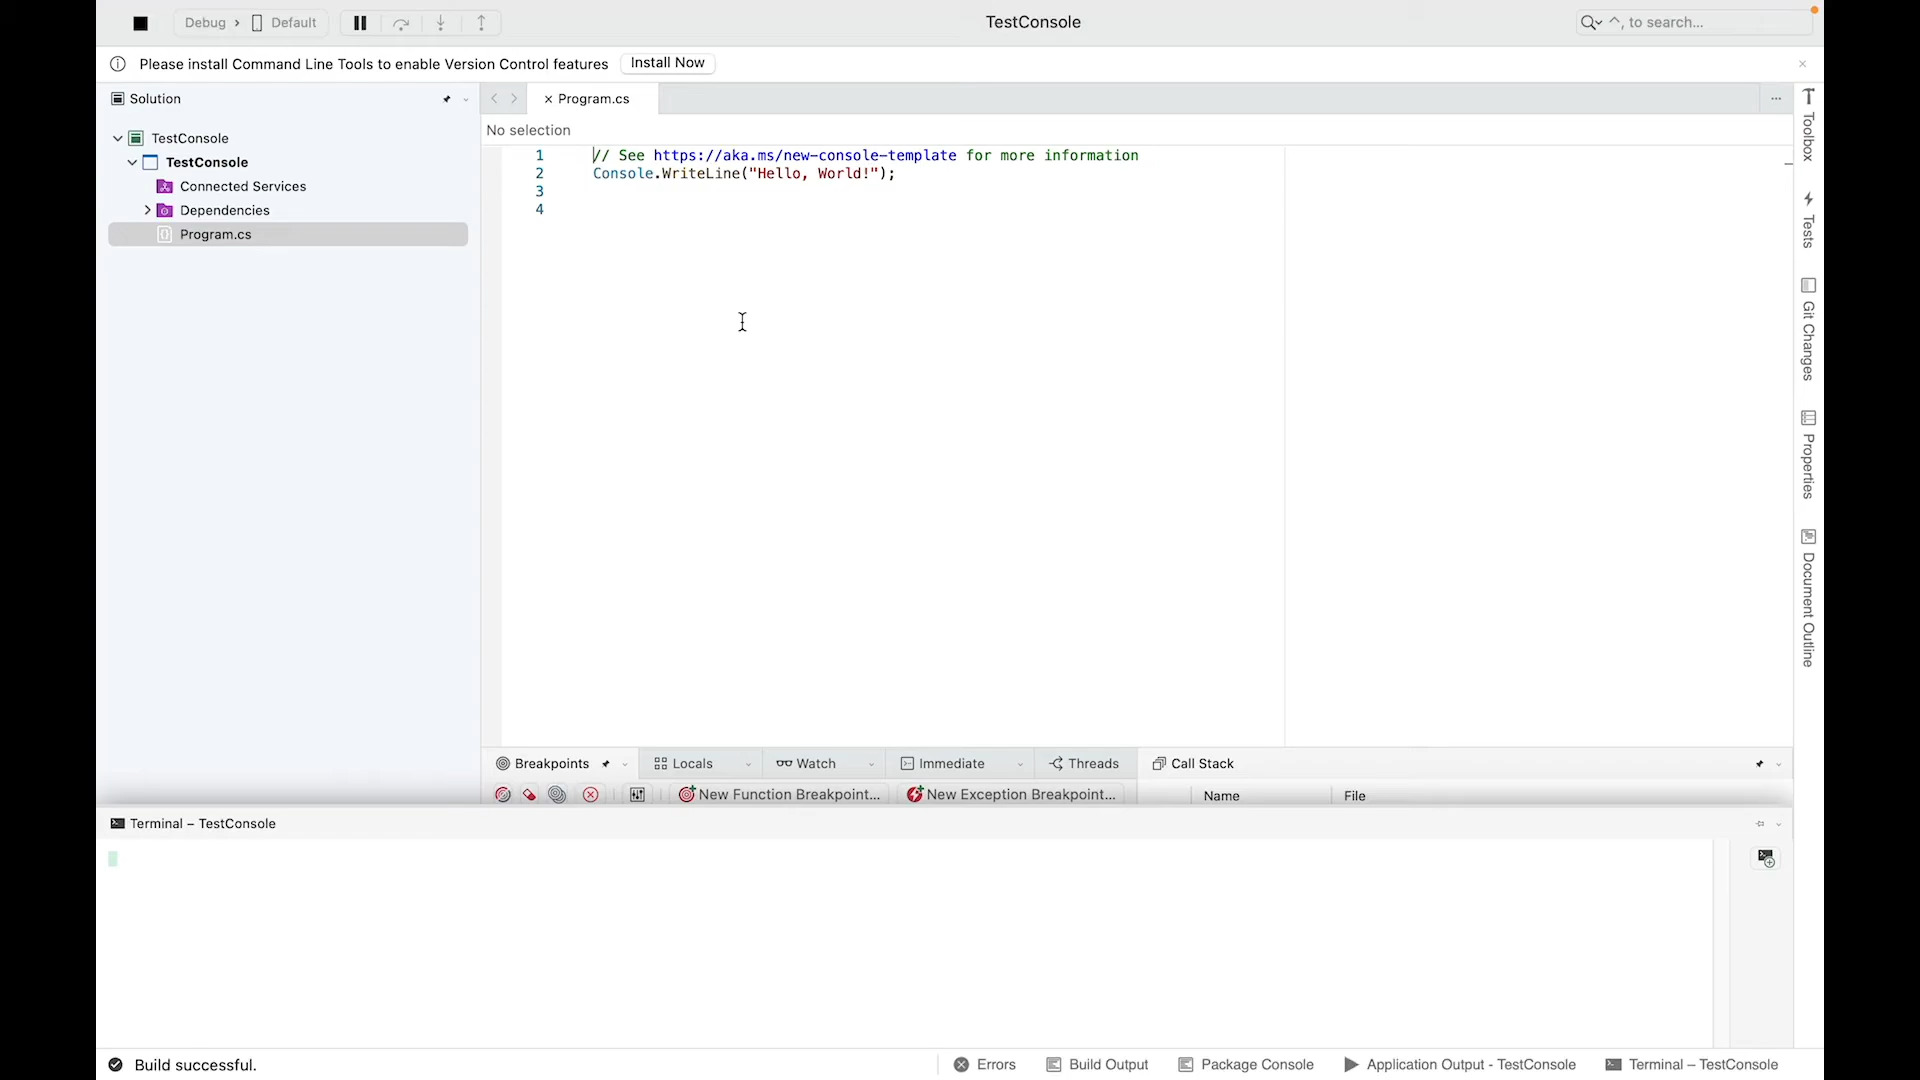 Debug › Default
TestConsole
^, to search...
Please install Command Line Tools to enable Version Control features
Install Now
Solution
TestConsole
TestConsole
Connected Services
Dependencies
Program.cs
Program.cs
No selection
1 // See https://aka.ms/new-console-template for more information
2 Console.WriteLine("Hello, World!");
3
4
Toolbox
Tests
Git Changes
Properties
Document Outline
Breakpoints
Locals
Watch
Immediate
Threads
Call Stack
New Function Breakpoint...
New Exception Breakpoint...
Name
File
Terminal – TestConsole
Build successful.
Errors
Build Output
Package Console
Application Output - TestConsole
Terminal – TestConsole